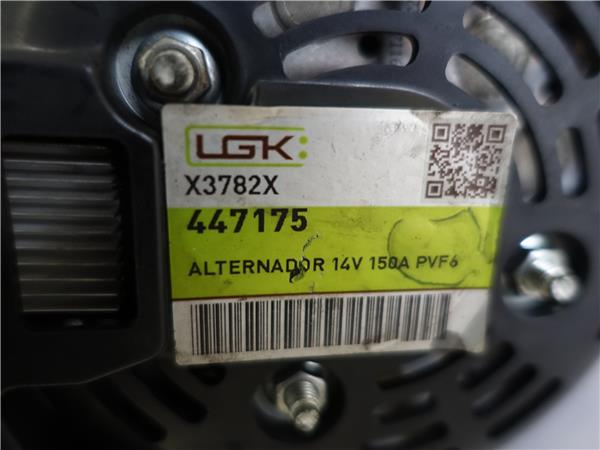 LGK
X3782X
447175
ALTERNADOR 14V 150A PVF6